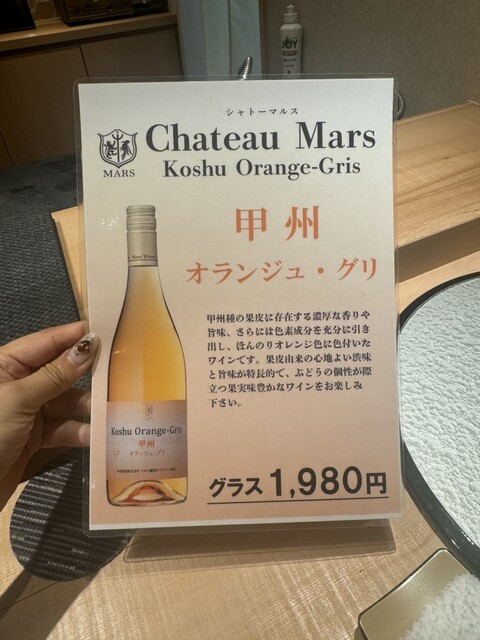 JOY
シャトーマルス
Chateau Mars
MARS
Koshu Orange-Gris
甲州
オランジュ・グリ
甲州種の果皮に存在する濃厚な香りや
旨味、さらには色素成分を充分に引き
出し、ほんのりオレンジ色に色付いた
ワインです。果皮由来の心地よい渋味
と旨味が特長的で、ぶどうの個性が際
立つ果実味豊かなワインをお楽しみ
下さい。
Koshu Orange-Gris
甲州
オランジュ・グリ
グラス 1,980円